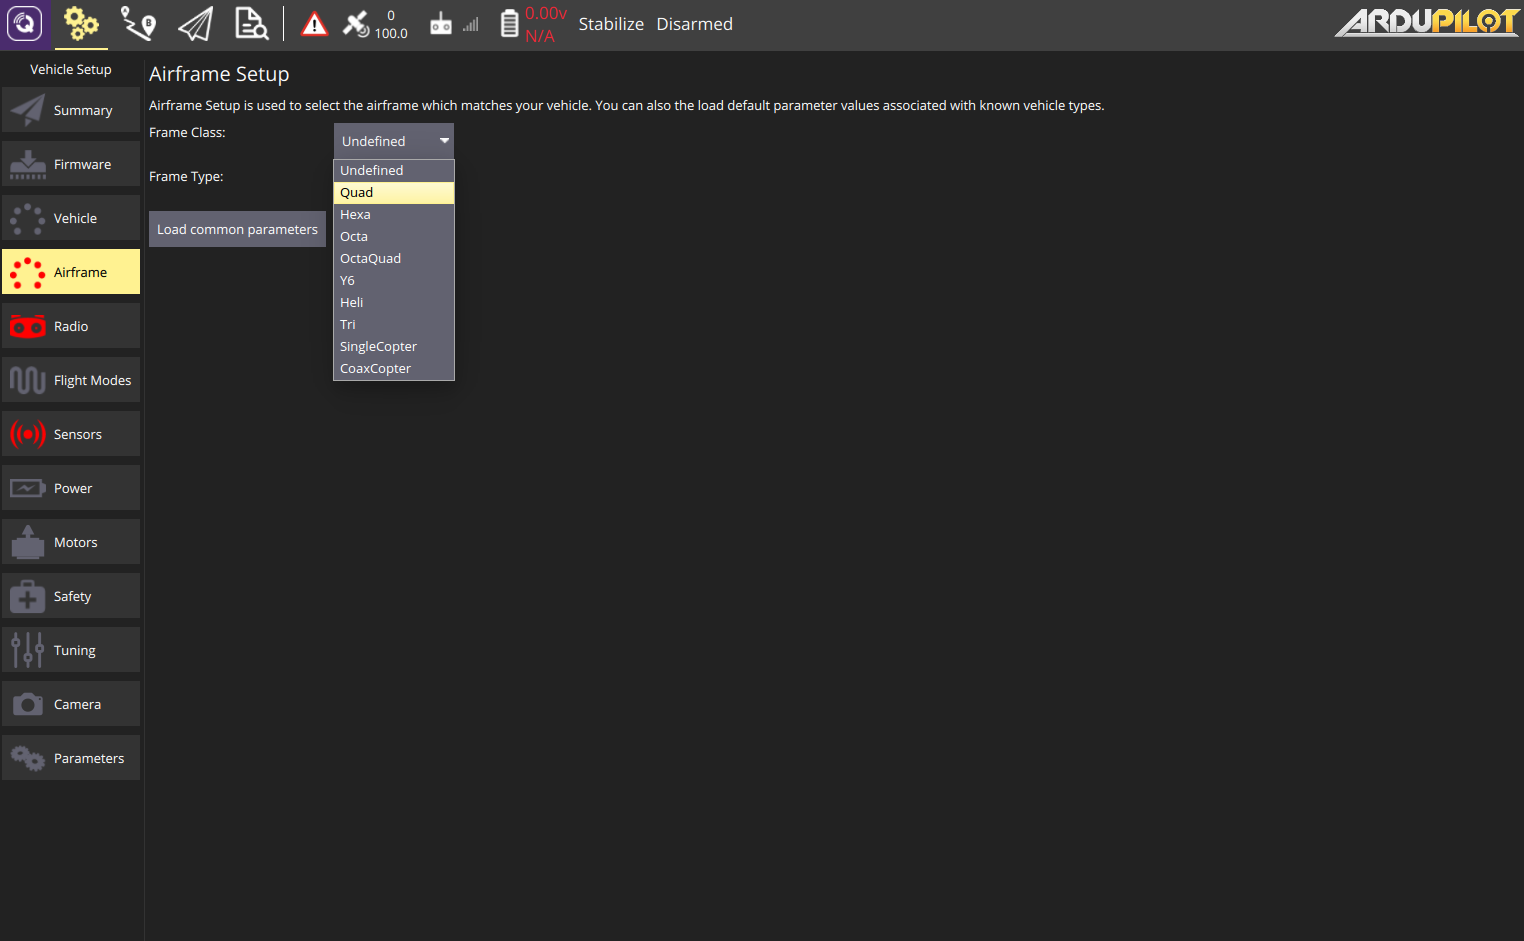 0
100.0
0.00v
N/A
Stabilize
Disarmed
ARDUPILOT
B
Vehicle Setup
Summary
Firmware
Vehicle
Airframe
Radio
Flight Modes
Sensors
Power
Motors
Safety
Tuning
Camera
Parameters
Airframe Setup
Airframe Setup is used to select the airframe which matches your vehicle. You can also the load default parameter values associated with known vehicle types.
Frame Class:
Undefined
Frame Type:
Load common parameters
Undefined
Quad
Hexa
Octa
OctaQuad
Y6
Heli
Tri
SingleCopter
CoaxCopter